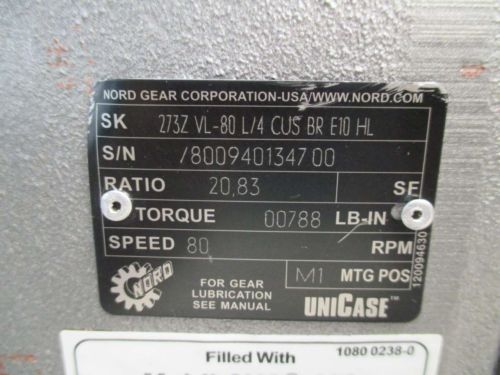 NORD GEAR CORPORATION-USA/WWW.NORD.COM
SK 273Z VL-80 L/4 CUS BR E10 HL
S/N /800940134700
RATIO 20,83 SF
TORQUE 00788 LB-IN
SPEED 80 RPM
M1 MTG POS
NORD
FOR GEAR
LUBRICATION
SEE MANUAL
UNICASE™
120094630
Filled With 1080 0238-0